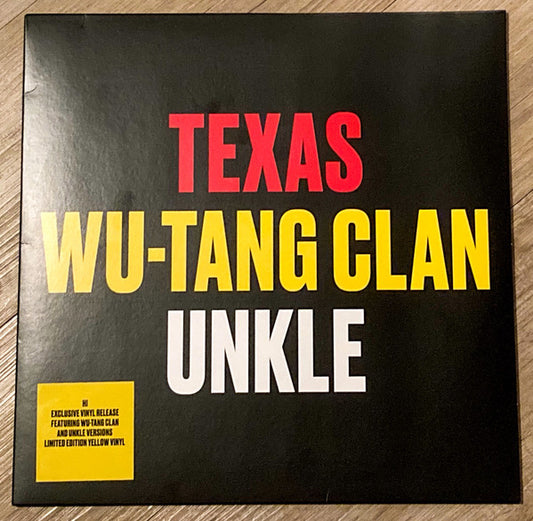 TEXAS
WU-TANG CLAN
UNKLE
HI
EXCLUSIVE VINYL RELEASE
FEATURING WU-TANG CLAN
AND UNKLE VERSIONS
LIMITED EDITION YELLOW VINYL